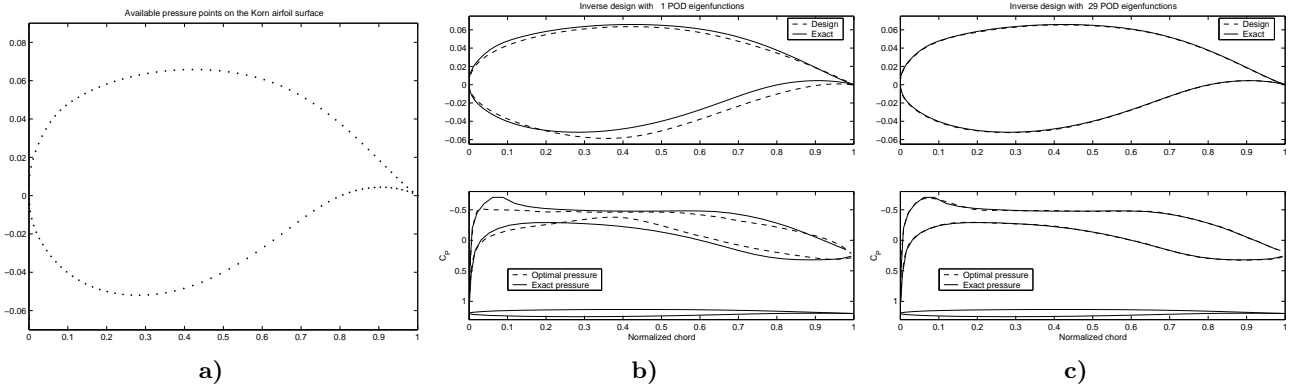 Available pressure points on the Korn airfoil surface
0.08
0.06
0.04
0.02
0
−0.02
−0.04
−0.06
0 0.1 0.2 0.3 0.4 0.5 0.6 0.7 0.8 0.9 1
a)
Inverse design with 1 POD eigenfunctions
0.06
0.04
0.02
0
−0.02
−0.04
−0.06
Design
Exact
0 0.1 0.2 0.3 0.4 0.5 0.6 0.7 0.8 0.9 1
−0.5
0
0.5
1
Cp
Optimal pressure
Exact pressure
0 0.1 0.2 0.3 0.4 0.5 0.6 0.7 0.8 0.9 1
Normalized chord
b)
Inverse design with 29 POD eigenfunctions
0.06
0.04
0.02
0
−0.02
−0.04
−0.06
Design
Exact
0 0.1 0.2 0.3 0.4 0.5 0.6 0.7 0.8 0.9 1
−0.5
0
0.5
1
Cp
Optimal pressure
Exact pressure
0 0.1 0.2 0.3 0.4 0.5 0.6 0.7 0.8 0.9 1
Normalized chord
c)